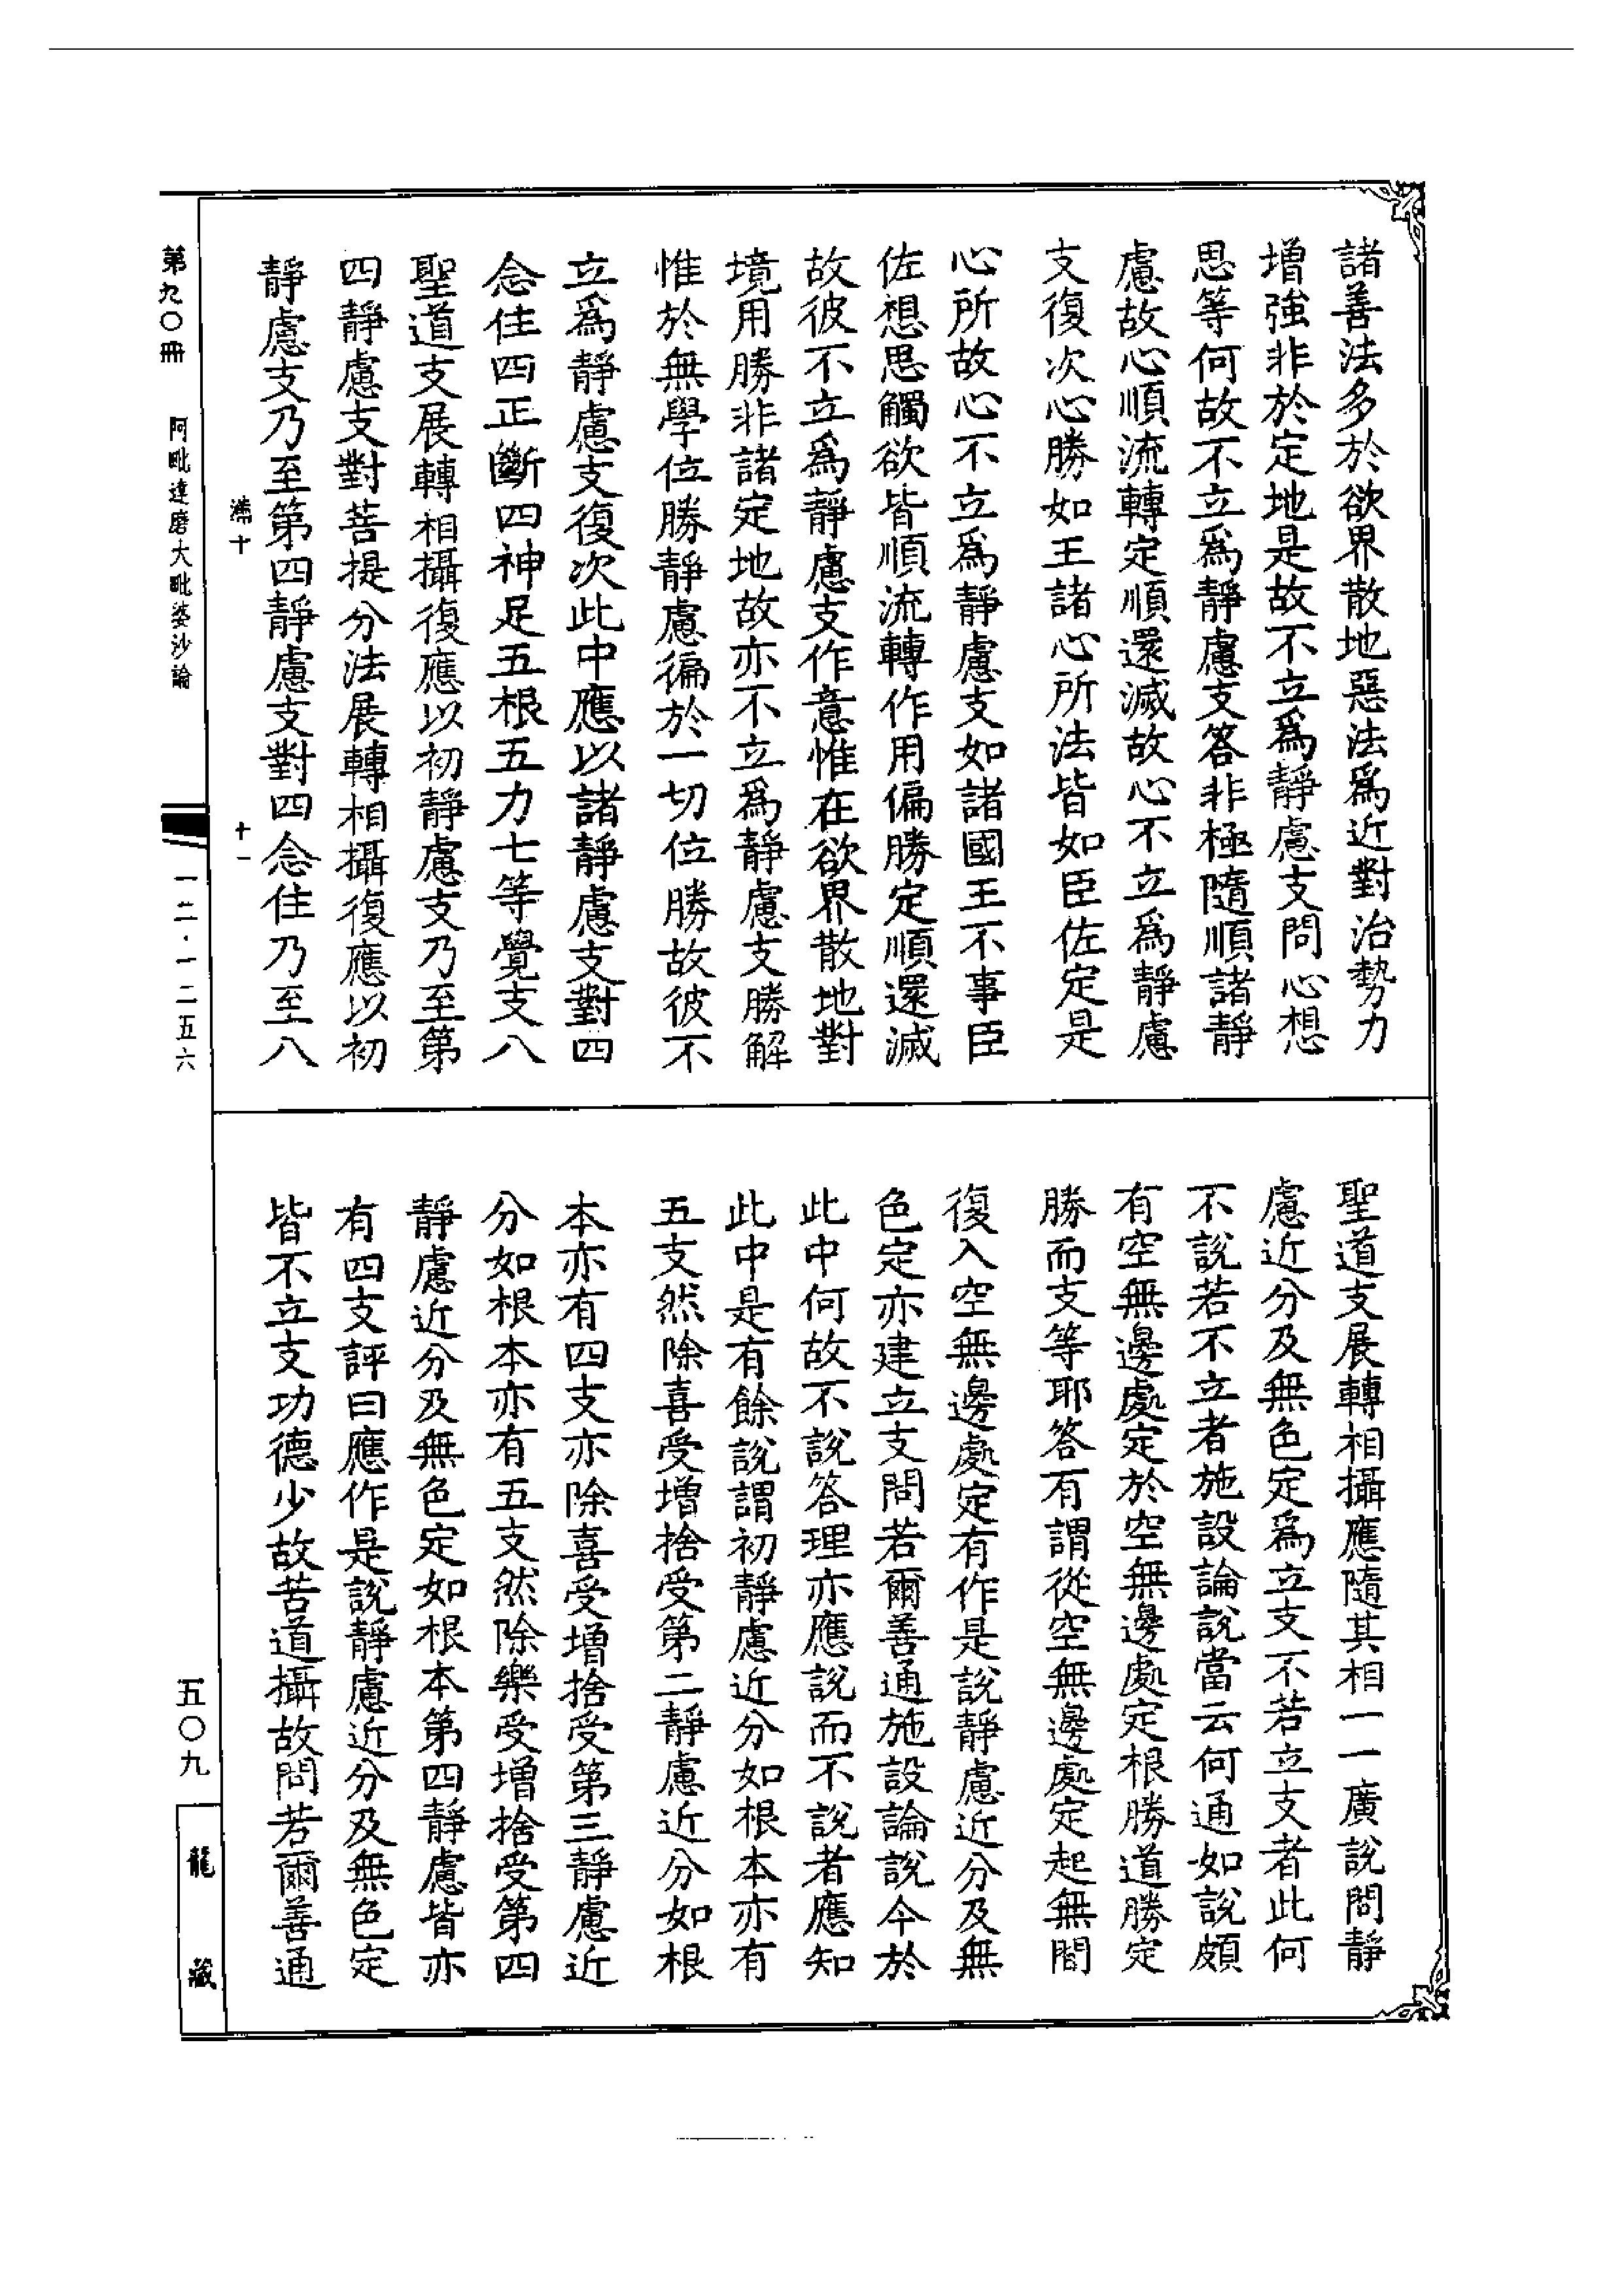 諸善法多於欲界散地惡法爲近對治勢力
增強非於定地是故不立爲靜慮支問心想
思等何故不立爲靜慮支答非極隨順諸靜
慮故心順流轉定順還滅故心不立爲靜慮
支復次心勝如王諸心所法皆如臣佐定是
心所故心不立爲靜慮支如諸國王不事臣
佐想思觸欲皆順流轉作用偏勝定順還滅
故彼不立爲靜慮支作意惟在欲界散地對
境用勝非諸定地故亦不立爲靜慮支勝解
惟於無學位勝靜慮徧於一切位勝故彼不
立爲靜慮支復次此中應以諸靜慮支對四
念住四正斷四神足五根五力七等覺支八
聖道支展轉相攝復應以初靜慮支乃至第
四靜慮支對菩提分法展轉相攝復應以初
靜慮支乃至第四靜慮支對四念住乃至八
聖道支展轉相攝應隨其相一一廣說問靜
慮近分及無色定爲立支不若立支者此何
不說若不立者施設論說當云何通如說頗
有空無邊處定於空無邊處定根勝道勝定
勝而支等耶答有謂從空無邊處定起無間
復入空無邊處定有作是說靜慮近分及無
色定亦建立支問若爾善通施設論說今於
此中何故不說答理亦應說而不說者應知
此中是有餘說謂初靜慮近分如根本亦有
五支然除喜受增捨受第二靜慮近分如根
本亦有四支亦除喜受增捨受第三靜慮近
分如根本亦有五支然除樂受增捨受第四
靜慮近分及無色定如根本第四靜慮皆亦
有四支評曰應作是說靜慮近分及無色定
皆不立支功德少故苦道攝故問若爾善通
十
十一
第九〇冊
阿毗達磨大毗婆沙論
一二·一二五六
五〇九
龍藏